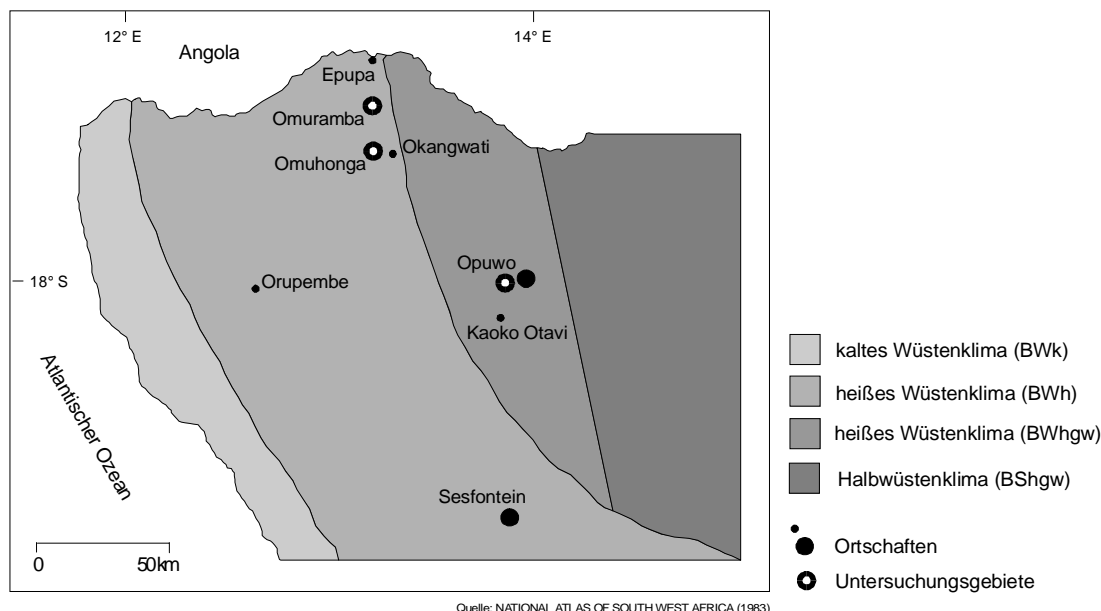 12° E
14° E
Angola
Epupa
Omuramba
Okangwati
Omuhonga
Opuwo
18° S
Orupembe
Kaoko Otavi
Atlantischer Ozean
Sesfontein
0
50km
kaltes Wüstenklima (BWk)
heißes Wüstenklima (BWh)
heißes Wüstenklima (BWhgw)
Halbwüstenklima (BShgw)
Ortschaften
Untersuchungsgebiete
Quelle: NATIONAL ATLAS OF SOUTH WEST AFRICA (1983)